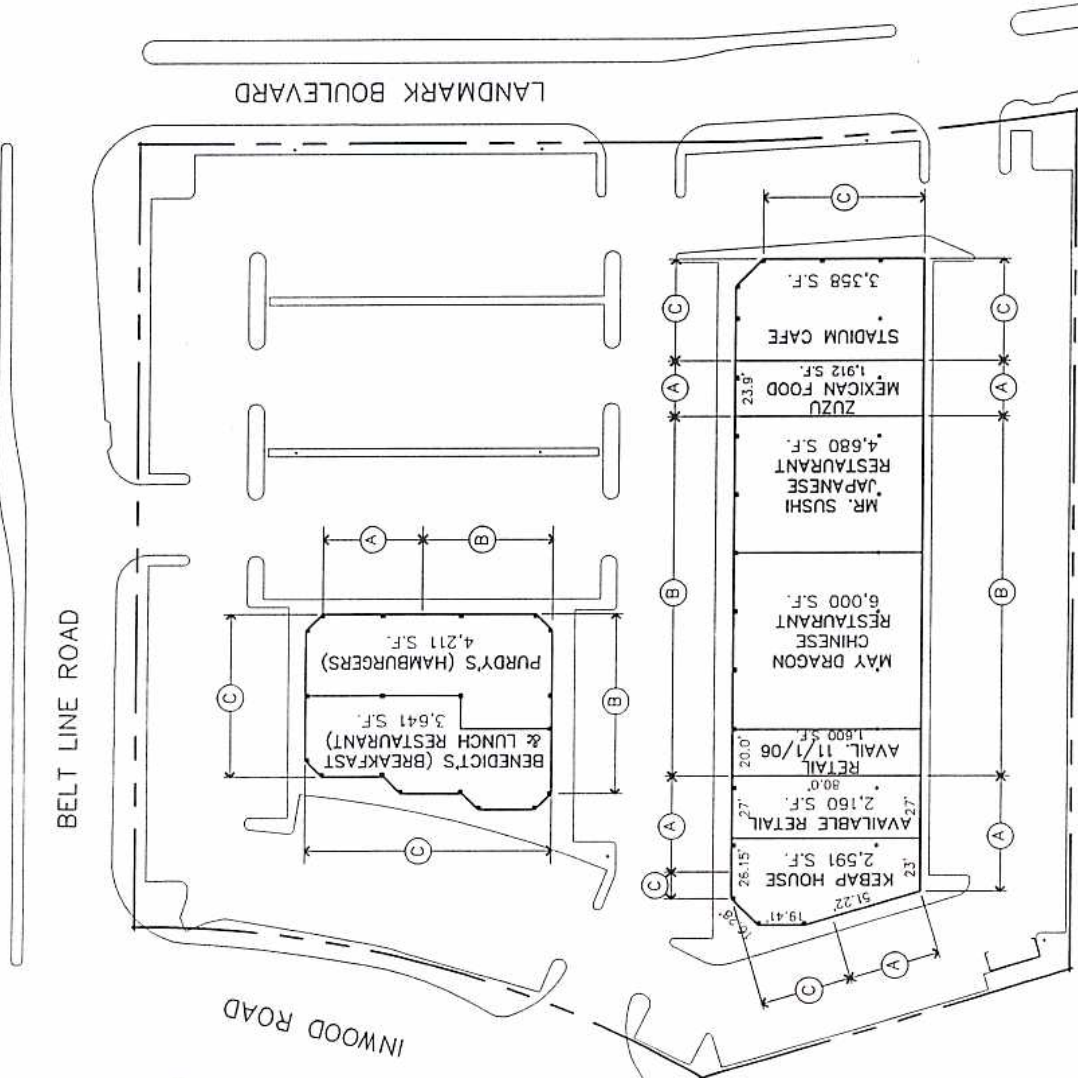 LANDMARK BOULEVARD
BELT LINE ROAD
INWOOD ROAD
C
C
C
STADIUM CAFE
3,358 S.F.
A
A
ZUZU
MEXICAN FOOD
1,912 S.F.
23.9'
B
B
MR. SUSHI
JAPANESE
RESTAURANT
4,680 S.F.
MAY DRAGON
CHINESE
RESTAURANT
6,000 S.F.
RETAIL
AVAIL. 11/1/06
1,600 S.F.
20.0'
80.0'
A
A
AVAILABLE RETAIL
2,160 S.F.
27'
27'
C
KEBAP HOUSE
2,591 S.F.
26.15'
23'
51.22'
19.41'
C
A
A
B
C
B
C
PURDY'S (HAMBURGERS)
4,211 S.F.
BENEDICT'S (BREAKFAST
& LUNCH RESTAURANT)
3,641 S.F.